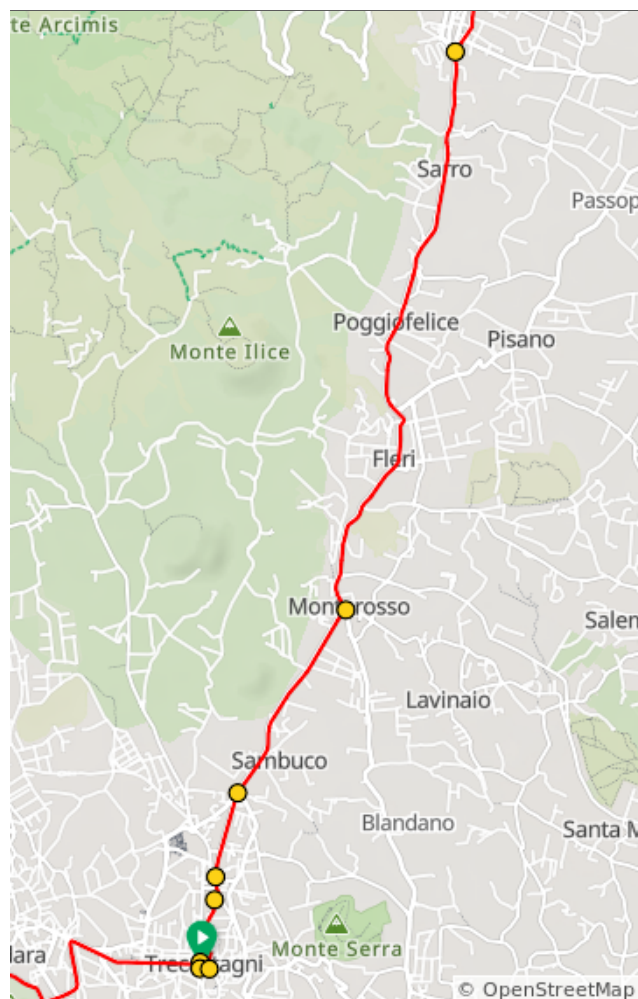 te Arcimis
Sarro
Passop
Poggiofelice
Pisano
Monte Ilice
Fleri
Monterosso
Salem
Lavinaio
Sambuco
Blandano
Santa M
Monte Serra
lara
Trecastagni
© OpenStreetMap